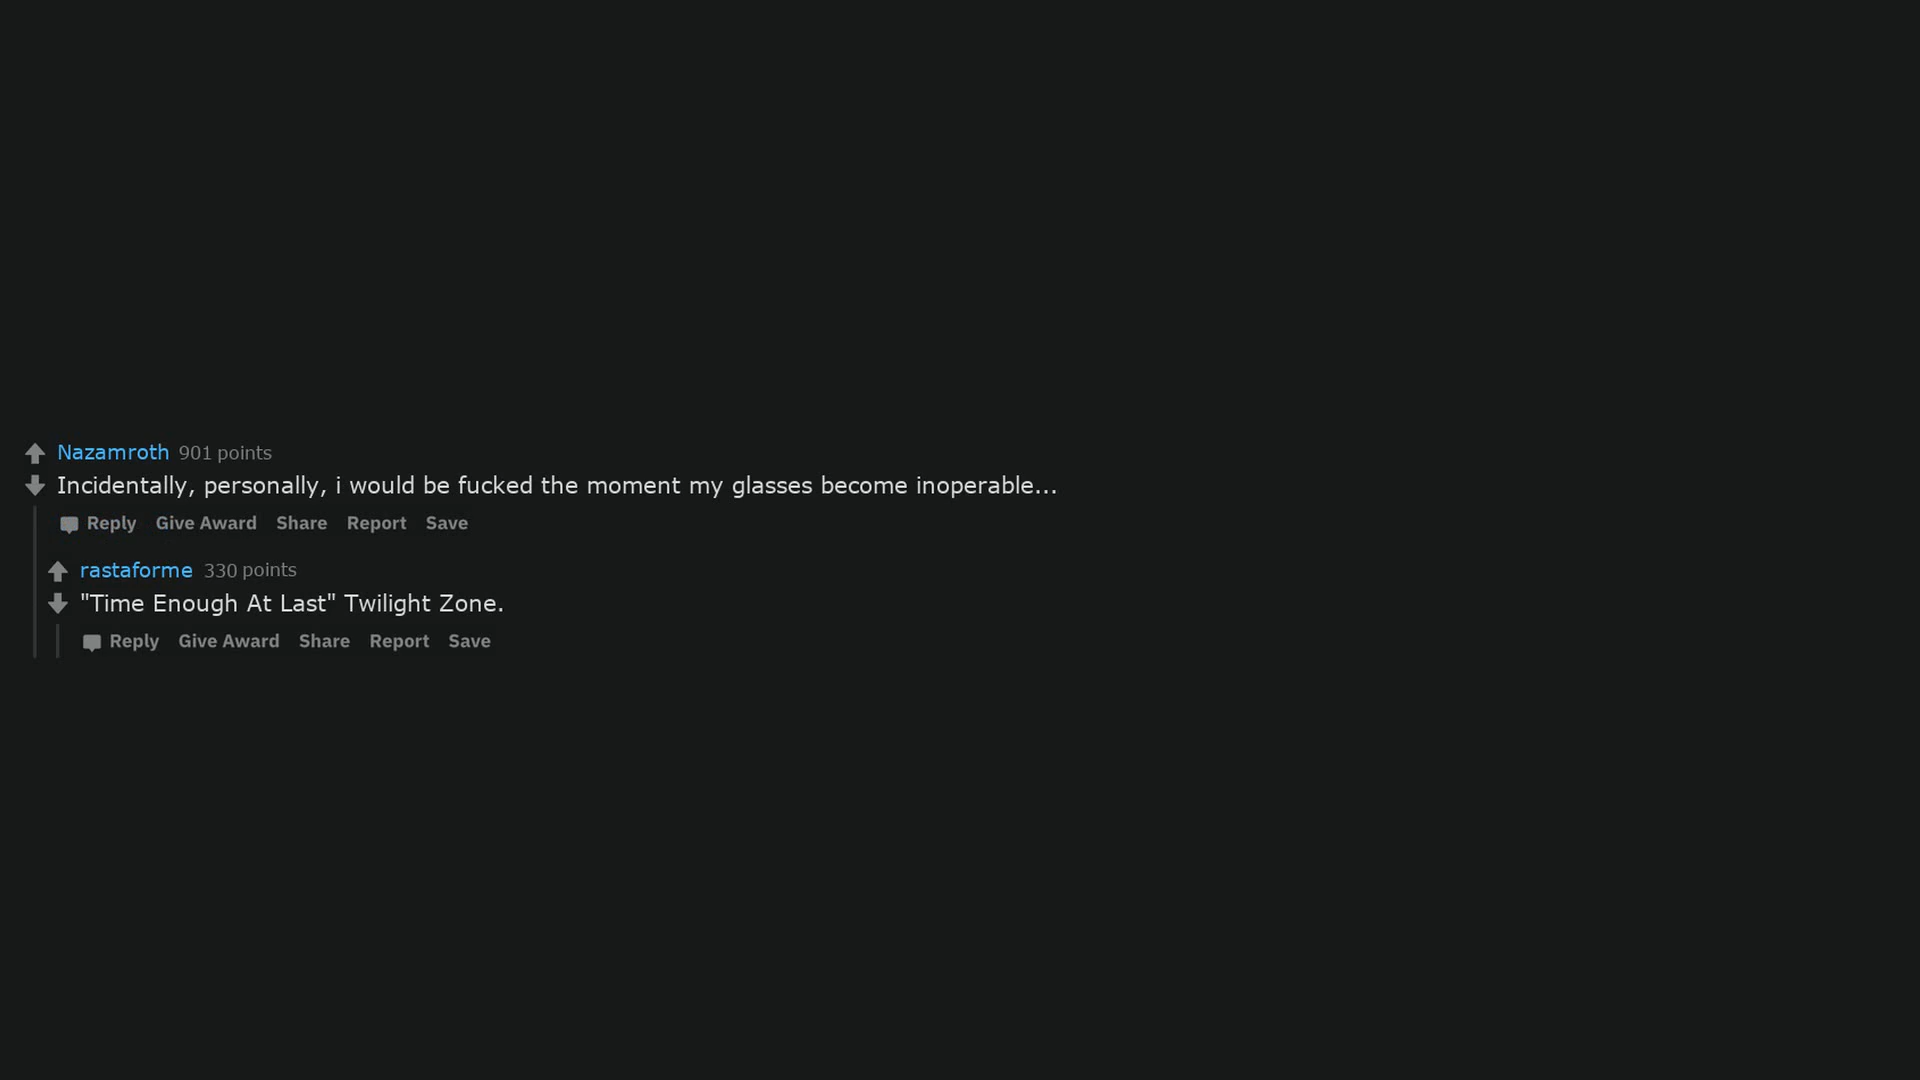 Nazamroth 901 points
Incidentally, personally, i would be fucked the moment my glasses become inoperable...
Reply Give Award Share Report Save
rastaforme 330 points
"Time Enough At Last" Twilight Zone.
Reply Give Award Share Report Save